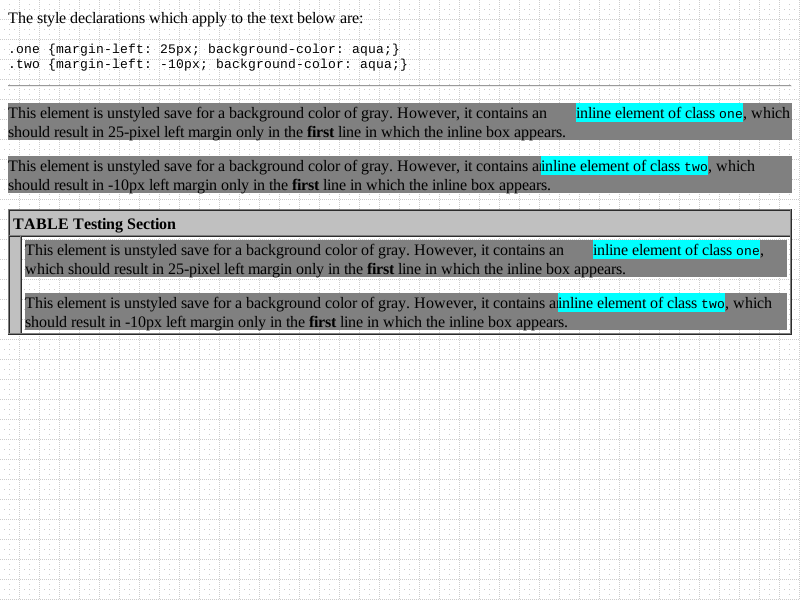 The style declarations which apply to the text below are:
.one {margin-left: 25px; background-color: aqua;}
.two {margin-left: -10px; background-color: aqua;}
This element is unstyled save for a background color of gray. However, it contains an inline element of class one, which
should result in 25-pixel left margin only in the first line in which the inline box appears.
This element is unstyled save for a background color of gray. However, it contains a inline element of class two, which
should result in -10px left margin only in the first line in which the inline box appears.
TABLE Testing Section
This element is unstyled save for a background color of gray. However, it contains an inline element of class one,
which should result in 25-pixel left margin only in the first line in which the inline box appears.
This element is unstyled save for a background color of gray. However, it contains a inline element of class two, which
should result in -10px left margin only in the first line in which the inline box appears.